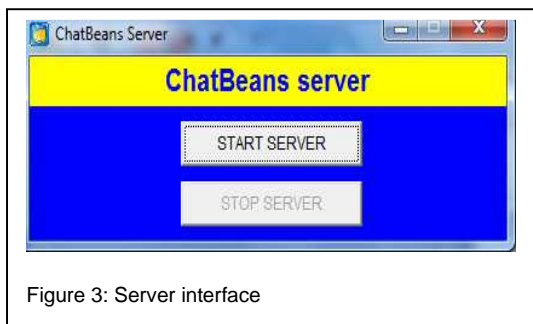 ChatBeans Server
ChatBeans server
START SERVER
STOP SERVER
Figure 3: Server interface